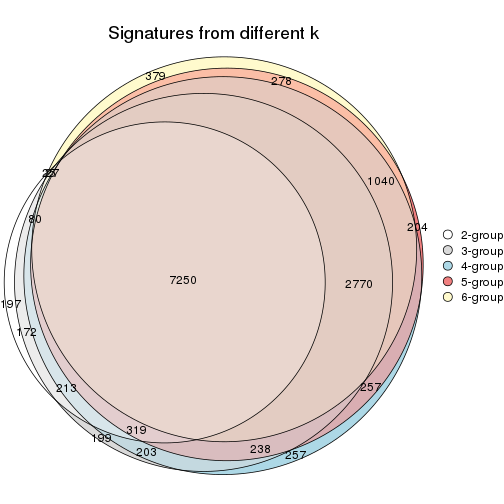 Signatures from different k
379
278
1040
80
204
7250
2770
197
172
257
213
319
199
203
238
257
2-group
3-group
4-group
5-group
6-group